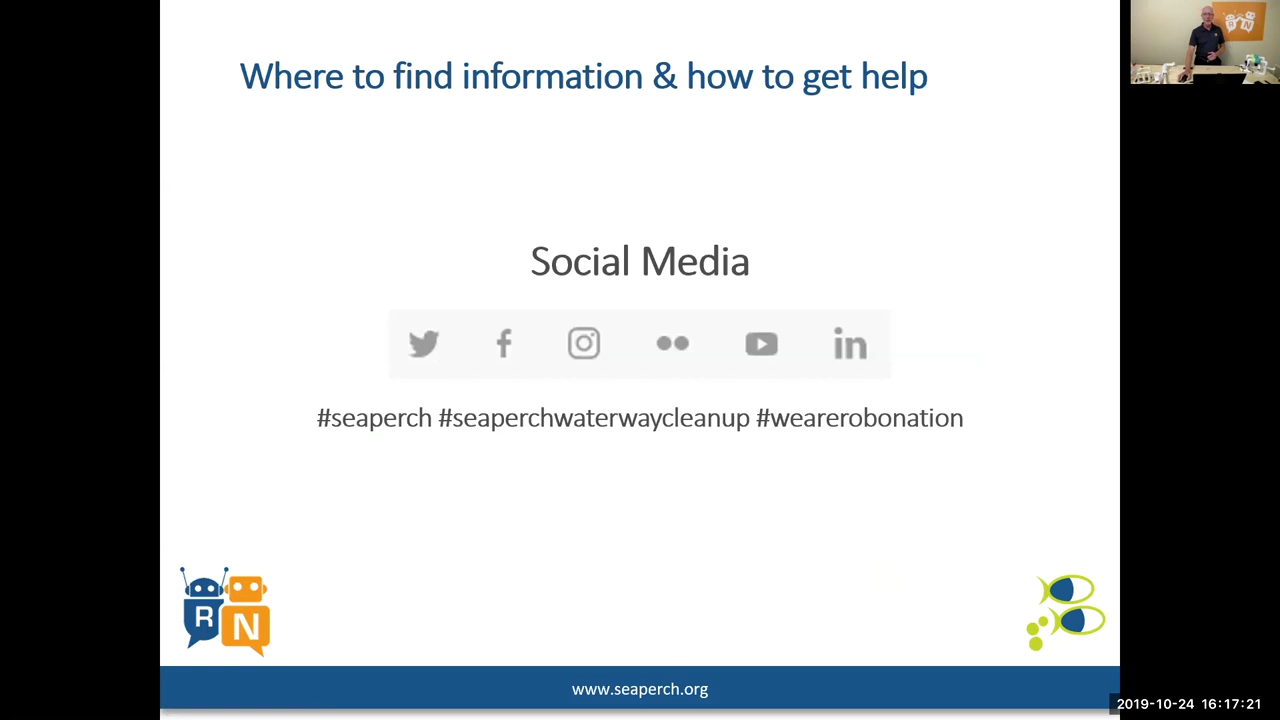 Where to find information & how to get help
Social Media
#seaperch #seaperchwaterwaycleanup #wearerobonation
R N
R N
www.seaperch.org
2019-10-24 16:17:21